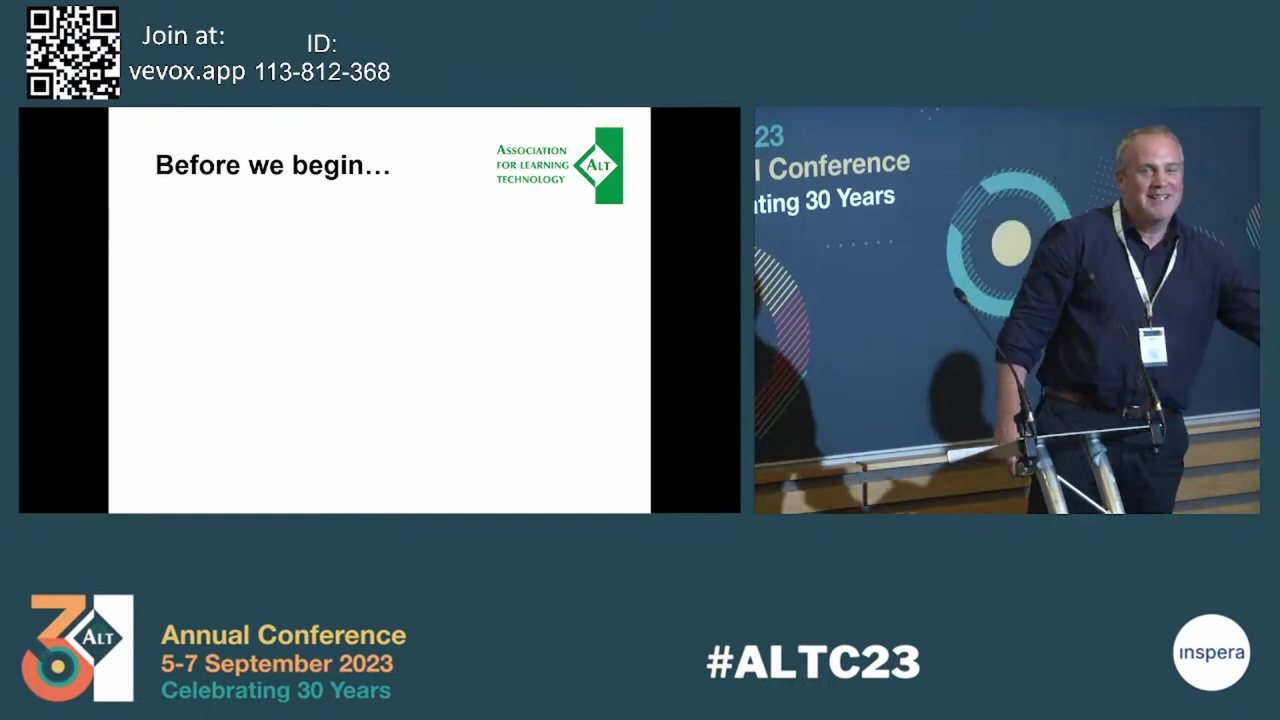 Join at:
ID:
vevox.app 113-812-368
Before we begin…
ASSOCIATION
FOR LEARNING
TECHNOLOGY
ALT
23
l Conference
ating 30 Years
ALT
Annual Conference
5-7 September 2023
Celebrating 30 Years
#ALTC23
inspera